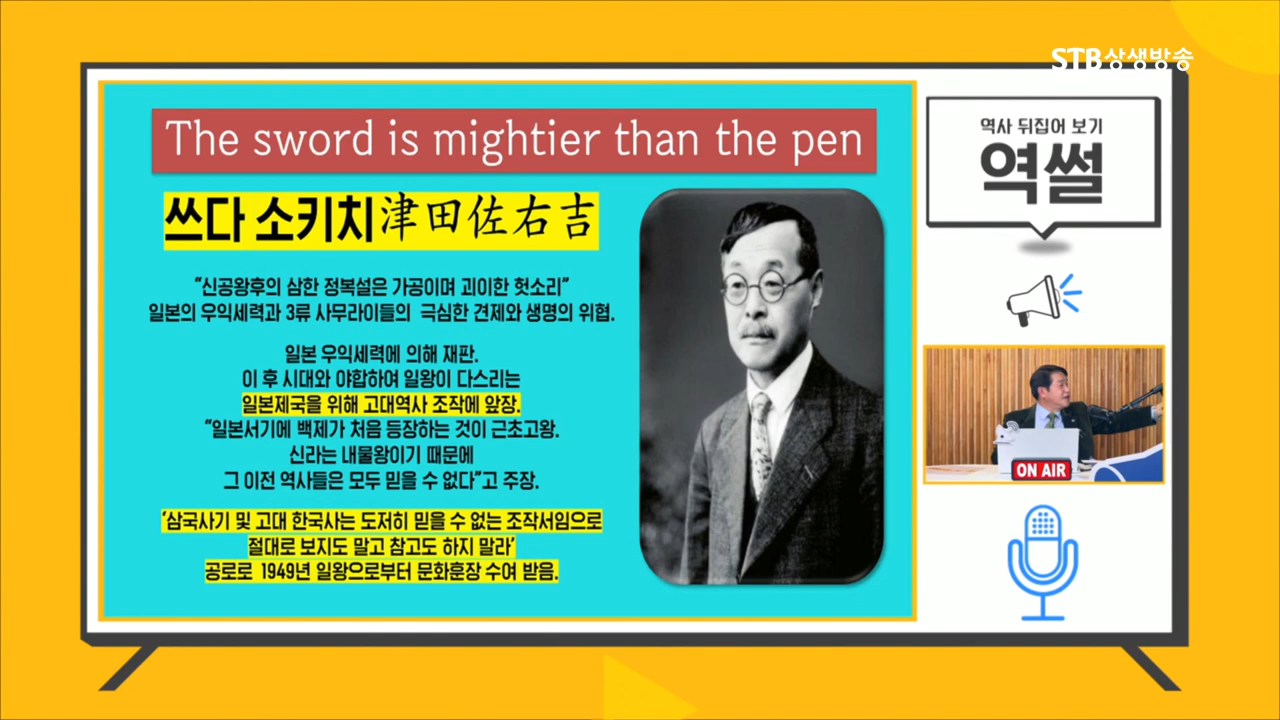 STB상생방송
The sword is mightier than the pen
쓰다 소키치津田佐右吉
“신공왕후의 삼한 정복설은 가공이며 괴이한 헛소리”
일본의 우익세력과 3류 사무라이들의 극심한 견제와 생명의 위협.
일본 우익세력에 의해 재판.
이 후 시대와 야합하여 일왕이 다스리는
일본제국을 위해 고대역사 조작에 앞장.
“일본서기에 백제가 처음 등장하는 것이 근초고왕.
신라는 내물왕이기 때문에
그 이전 역사들은 모두 믿을 수 없다”고 주장.
‘삼국사기 및 고대 한국사는 도저히 믿을 수 없는 조작서임으로
절대로 보지도 말고 참고도 하지 말라’
공로로 1949년 일왕으로부터 문화훈장 수여 받음.
역사 뒤집어 보기
역썰
ON AIR